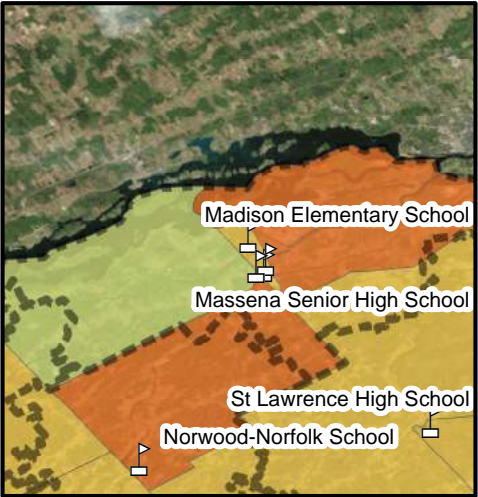 Madison Elementary School
Massena Senior High School
St Lawrence High School
Norwood-Norfolk School